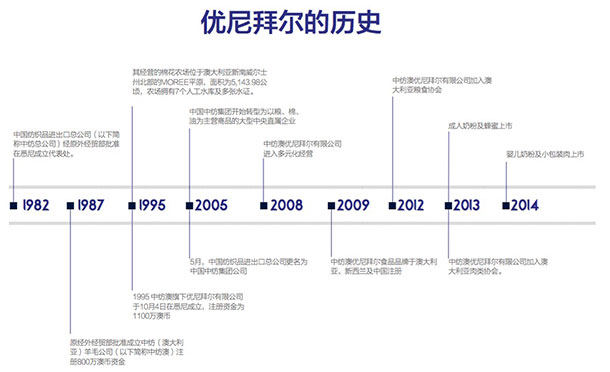 优尼拜尔的历史
其经营的棉花农场位于澳大利亚新南威尔士
州北部的MOREE平原，面积为5,143.98公
顷，农场拥有7个人工水库及多张水证。
中纺澳优尼拜尔有限公司加入澳
大利亚粮食协会
中国中纺集团开始转型为以粮、棉、
油为主营商品的大型中央直属企业
成人奶粉及蜂蜜上市
中国纺织品进出口总公司（以下简
称中纺总公司）经原外经贸部批准
在悉尼成立代表处。
中纺澳优尼拜尔有限公司
进入多元化经营
婴儿奶粉及小包装肉上市
1982
1987
1995
2005
2008
2009
2012
2013
2014
5月，中国纺织品进出口总公司更名为
中国中纺集团公司
中纺澳优尼拜尔食品品牌于澳大利
亚、新西兰及中国注册
中纺澳优尼拜尔有限公司加入澳
大利亚肉类协会。
1995 中纺澳旗下优尼拜尔有限公司
于10月4日在悉尼成立，注册资金为
1100万澳币
原经外经贸部批准成立中纺（澳大利
亚）羊毛公司（以下简称中纺澳）注
册800万澳币资金